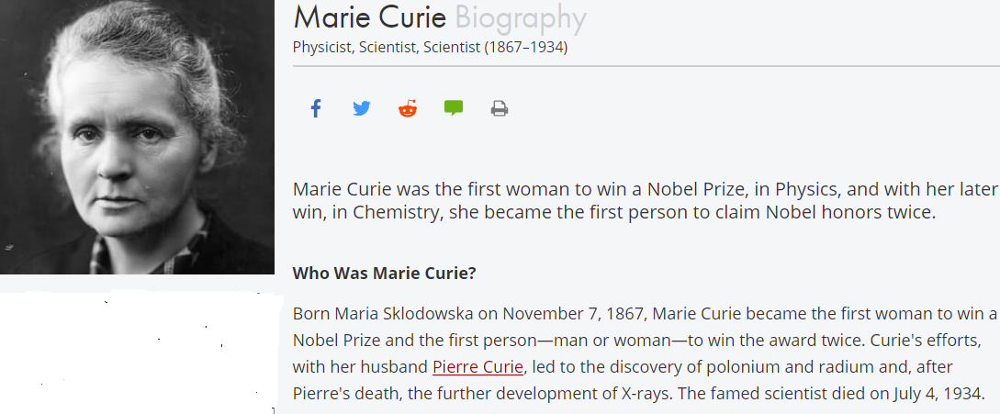 Marie Curie Biography
Physicist, Scientist, Scientist (1867–1934)
Marie Curie was the first woman to win a Nobel Prize, in Physics, and with her later
win, in Chemistry, she became the first person to claim Nobel honors twice.
Who Was Marie Curie?
Born Maria Sklodowska on November 7, 1867, Marie Curie became the first woman to win a
Nobel Prize and the first person—man or woman—to win the award twice. Curie's efforts,
with her husband Pierre Curie, led to the discovery of polonium and radium and, after
Pierre's death, the further development of X-rays. The famed scientist died on July 4, 1934.